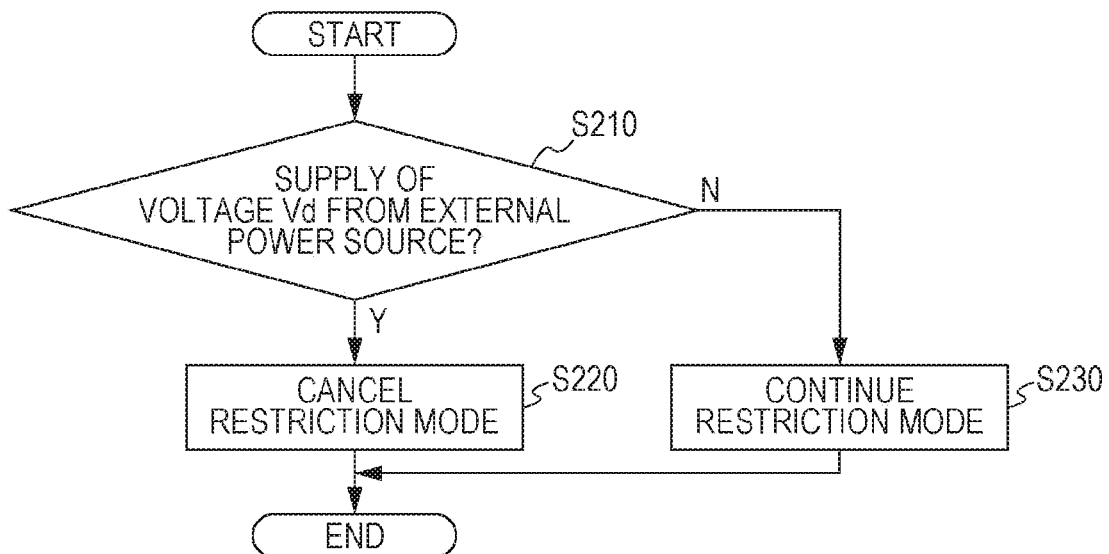 START
S210
SUPPLY OF
VOLTAGE Vd FROM EXTERNAL
POWER SOURCE?
N
Y
CANCEL
RESTRICTION MODE
S220
CONTINUE
RESTRICTION MODE
S230
END